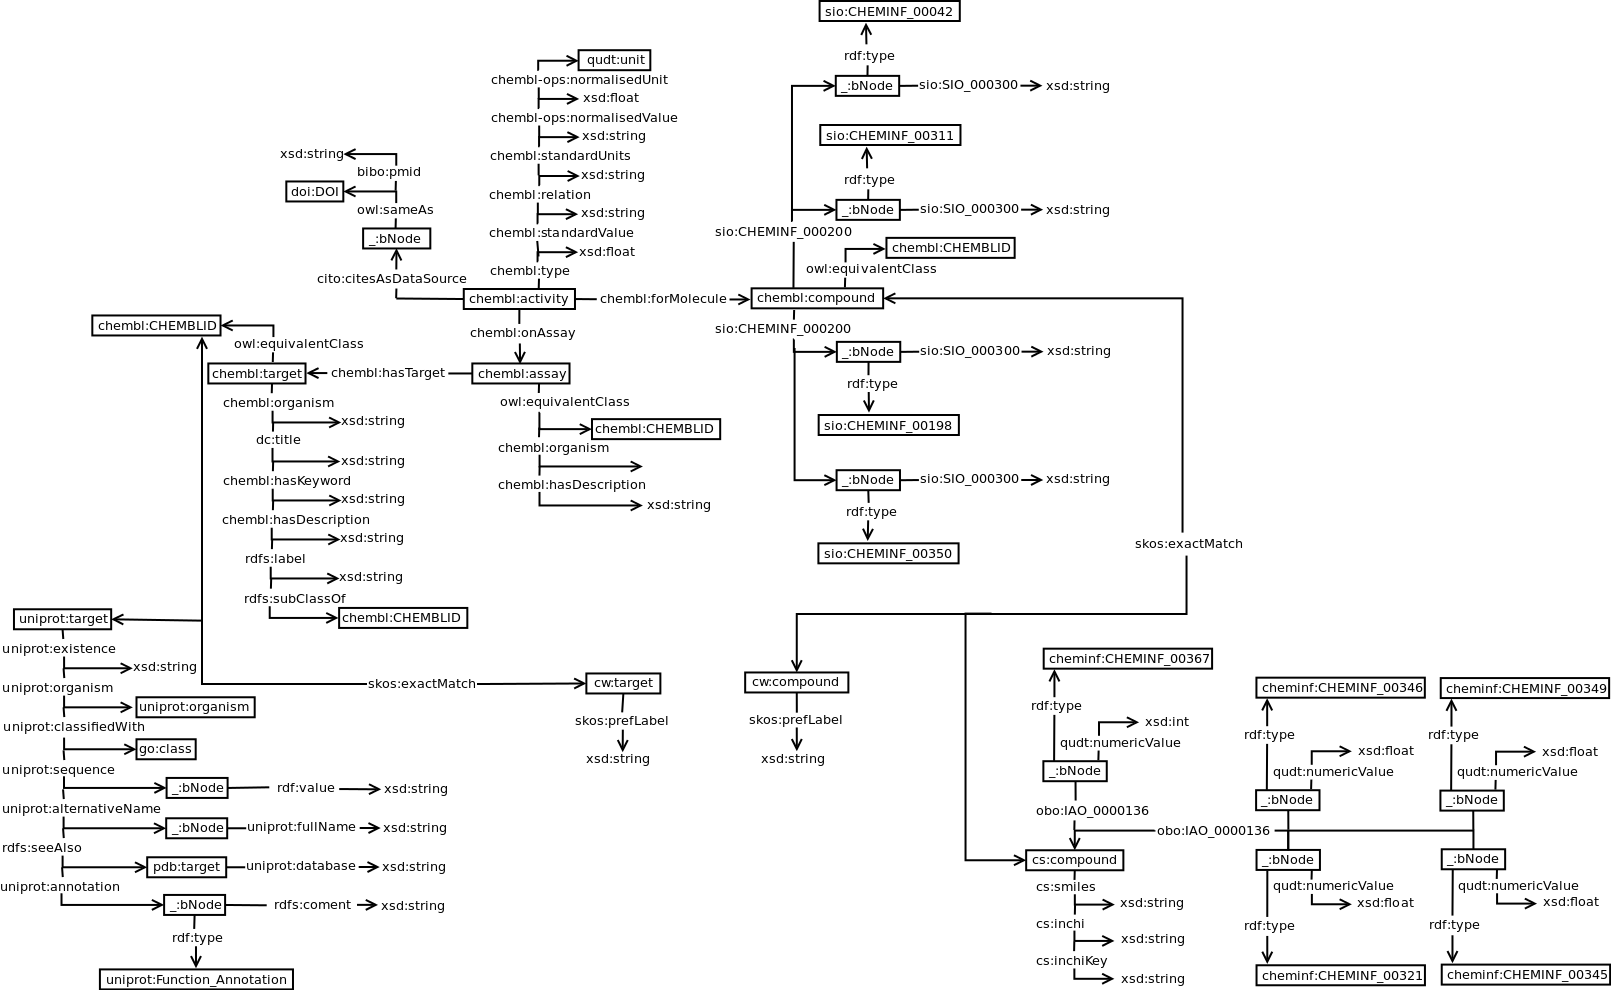 sio:CHEMINF_00042
rdf:type
_:bNode
sio:SIO_000300
xsd:string
sio:CHEMINF_00311
rdf:type
_:bNode
sio:SIO_000300
xsd:string
sio:CHEMINF_000200
chembl:CHEMBLID
owl:equivalentClass
chembl:compound
sio:CHEMINF_000200
_:bNode
sio:SIO_000300
xsd:string
rdf:type
sio:CHEMINF_00198
_:bNode
sio:SIO_000300
xsd:string
rdf:type
sio:CHEMINF_00350
qudt:unit
chembl-ops:normalisedUnit
xsd:float
chembl-ops:normalisedValue
xsd:string
chembl:standardUnits
xsd:string
chembl:relation
xsd:string
chembl:standardValue
xsd:float
chembl:type
chembl:activity
chembl:forMolecule
xsd:string
bibo:pmid
doi:DOI
owl:sameAs
_:bNode
cito:citesAsDataSource
chembl:onAssay
chembl:assay
chembl:hasTarget
owl:equivalentClass
chembl:CHEMBLID
chembl:organism
chembl:hasDescription
xsd:string
chembl:CHEMBLID
owl:equivalentClass
chembl:target
chembl:organism
xsd:string
dc:title
xsd:string
chembl:hasKeyword
xsd:string
chembl:hasDescription
xsd:string
rdfs:label
xsd:string
rdfs:subClassOf
chembl:CHEMBLID
uniprot:target
uniprot:existence
xsd:string
uniprot:organism
uniprot:organism
uniprot:classifiedWith
go:class
uniprot:sequence
_:bNode
rdf:value
xsd:string
uniprot:alternativeName
_:bNode
uniprot:fullName
xsd:string
rdfs:seeAlso
pdb:target
uniprot:database
xsd:string
uniprot:annotation
_:bNode
rdfs:coment
xsd:string
rdf:type
uniprot:Function_Annotation
skos:exactMatch
cw:target
skos:prefLabel
xsd:string
skos:exactMatch
cw:compound
skos:prefLabel
xsd:string
cheminf:CHEMINF_00367
rdf:type
xsd:int
qudt:numericValue
_:bNode
obo:IAO_0000136
obo:IAO_0000136
cs:compound
cs:smiles
xsd:string
cs:inchi
xsd:string
cs:inchiKey
xsd:string
cheminf:CHEMINF_00346
rdf:type
xsd:float
qudt:numericValue
_:bNode
_:bNode
qudt:numericValue
xsd:float
rdf:type
cheminf:CHEMINF_00321
cheminf:CHEMINF_00349
rdf:type
xsd:float
qudt:numericValue
_:bNode
_:bNode
qudt:numericValue
xsd:float
rdf:type
cheminf:CHEMINF_00345